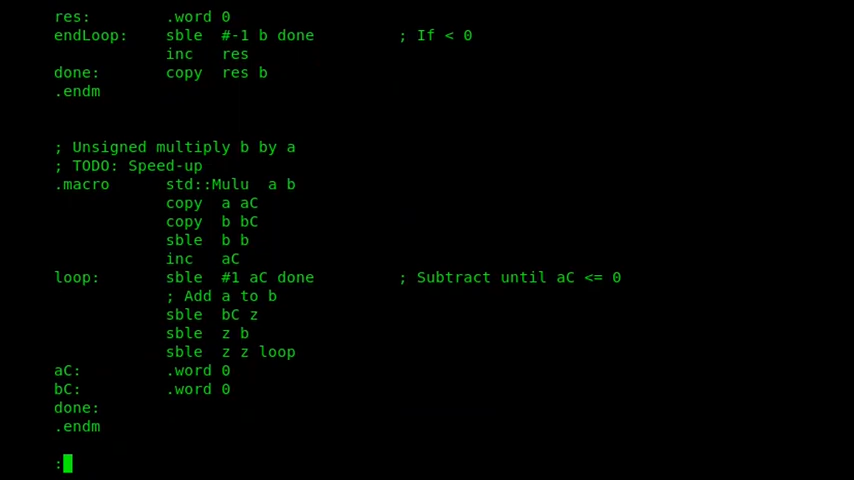 res:       .word 0
endLoop:    sble  #-1 b done         ; If < 0
            inc   res
done:       copy  res b
.endm
; Unsigned multiply b by a
; TODO: Speed-up
.macro      std::Mulu  a b
            copy  a aC
            copy  b bC
            sble  b b
            inc   aC
loop:       sble  #1 aC done         ; Subtract until aC <= 0
            ; Add a to b
            sble  bC z
            sble  z b
            sble  z z loop
aC:         .word 0
bC:         .word 0
done:
.endm
: